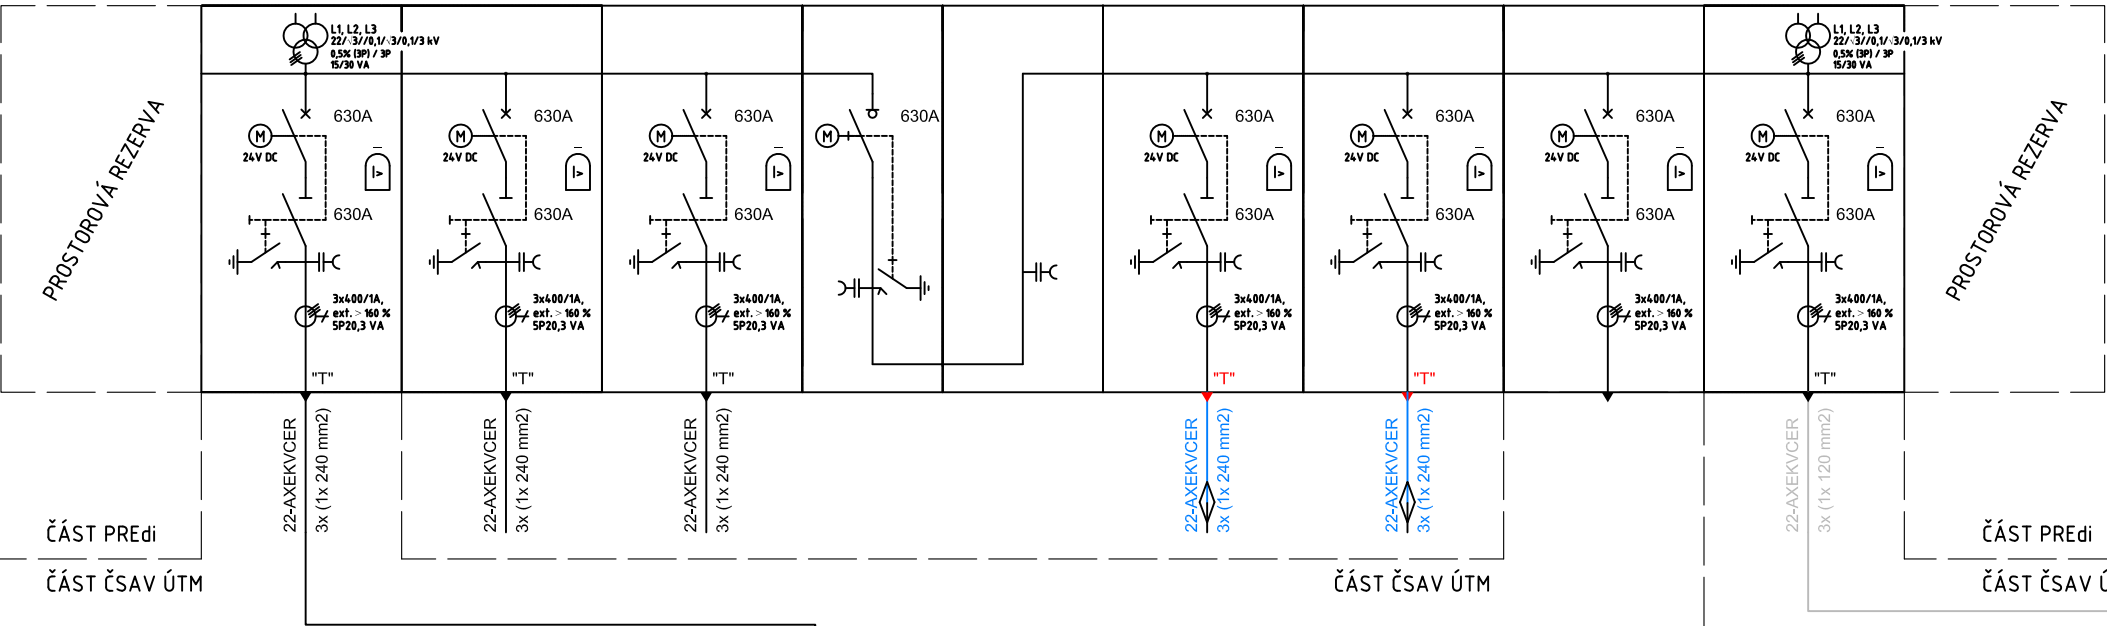 PROSTOROVÁ REZERVA
L1, L2, L3
22/√3//0,1/√3/0,1/3 kV
0,5% (3P) / 3P
15/30 VA
630A
M
24V DC
I>
630A
3x400/1A,
ext. > 160 %
5P20,3 VA
"T"
22-AXEKVCER
3x (1x 240 mm2)
630A
M
24V DC
I>
630A
3x400/1A,
ext. > 160 %
5P20,3 VA
"T"
22-AXEKVCER
3x (1x 240 mm2)
630A
M
24V DC
I>
630A
3x400/1A,
ext. > 160 %
5P20,3 VA
"T"
22-AXEKVCER
3x (1x 240 mm2)
630A
M
630A
M
24V DC
I>
630A
3x400/1A,
ext. > 160 %
5P20,3 VA
"T"
22-AXEKVCER
3x (1x 240 mm2)
630A
M
24V DC
I>
630A
3x400/1A,
ext. > 160 %
5P20,3 VA
"T"
22-AXEKVCER
3x (1x 240 mm2)
630A
M
24V DC
I>
630A
3x400/1A,
ext. > 160 %
5P20,3 VA
L1, L2, L3
22/√3//0,1/√3/0,1/3 kV
0,5% (3P) / 3P
15/30 VA
630A
M
24V DC
I>
630A
3x400/1A,
ext. > 160 %
5P20,3 VA
"T"
22-AXEKVCER
3x (1x 120 mm2)
PROSTOROVÁ REZERVA
ČÁST PREdi
ČÁST ČSAV ÚTM
ČÁST ČSAV ÚTM
ČÁST PREdi
ČÁST ČSAV Ú